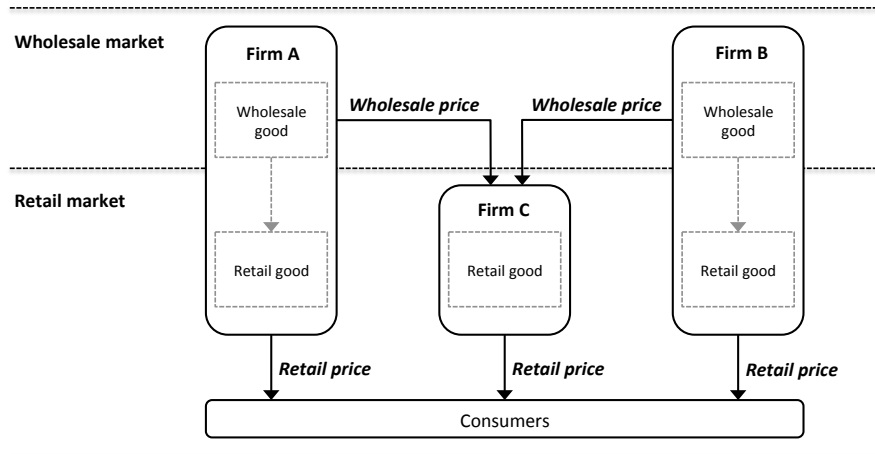 Wholesale market
Firm A
Firm B
Wholesale price
Wholesale price
Wholesale
good
Wholesale
good
Retail market
Firm C
Retail good
Retail good
Retail good
Retail price
Retail price
Retail price
Consumers